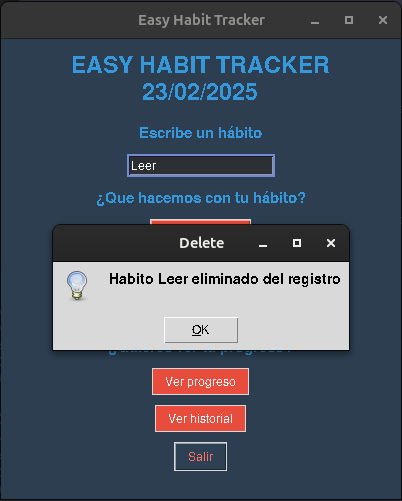 Easy Habit Tracker
EASY HABIT TRACKER
23/02/2025
Escribe un hábito
Leer
¿Que hacemos con tu hábito?
Delete
Habito Leer eliminado del registro
OK
Ver progreso
Ver historial
Salir